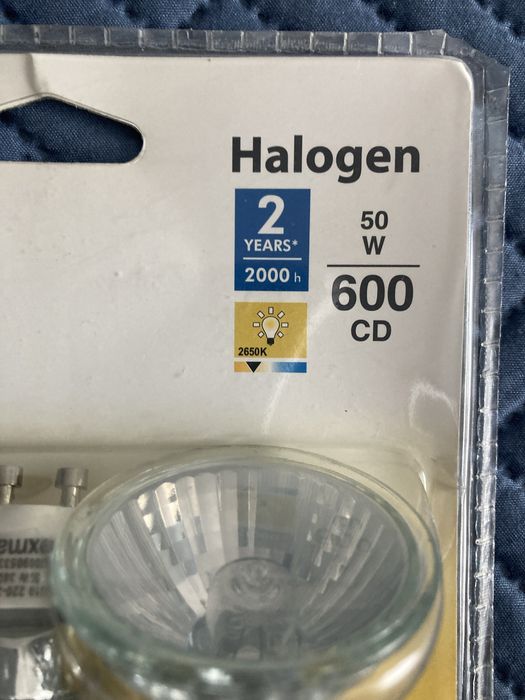 Halogen
2
YEARS*
2000 h
50
W
600
CD
2650K